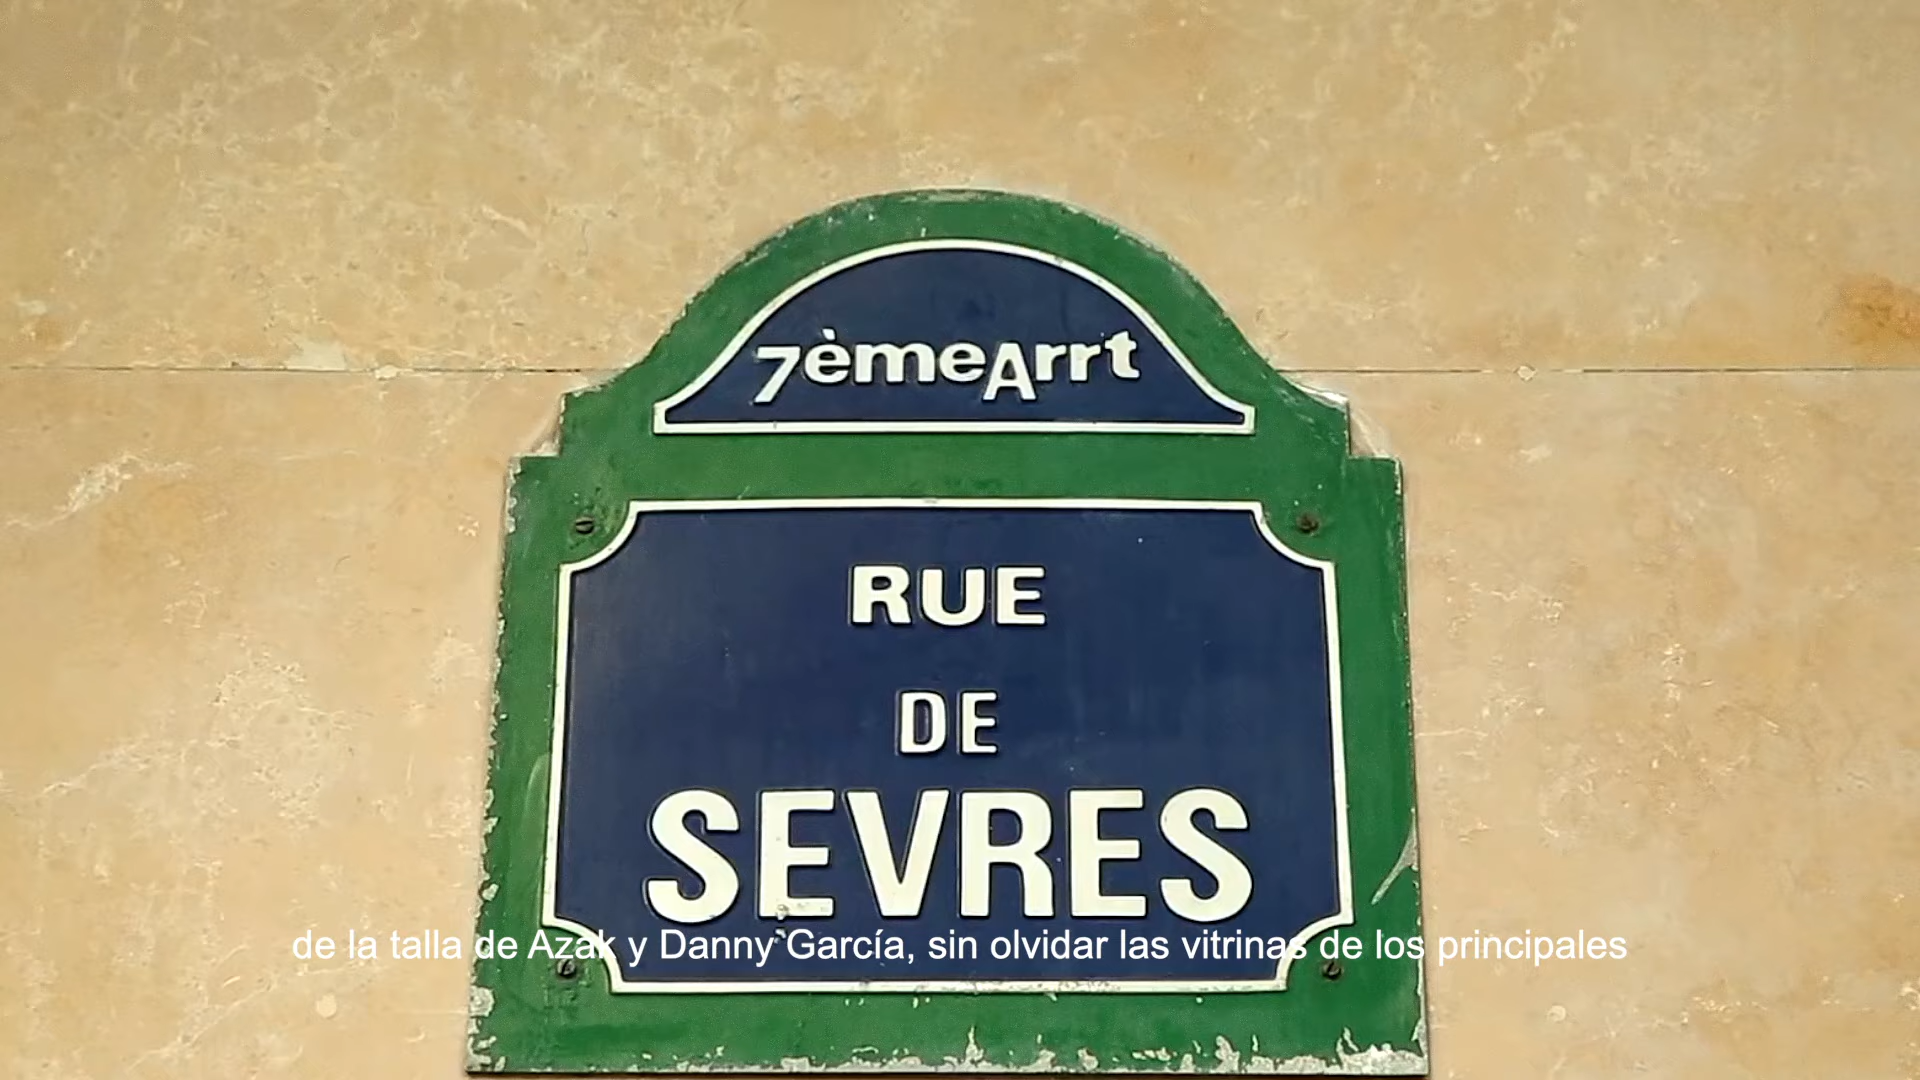 7èmeArrt
RUE
DE
SEVRES
de la talla de Azak y Danny García, sin olvidar las vitrinas de los principales